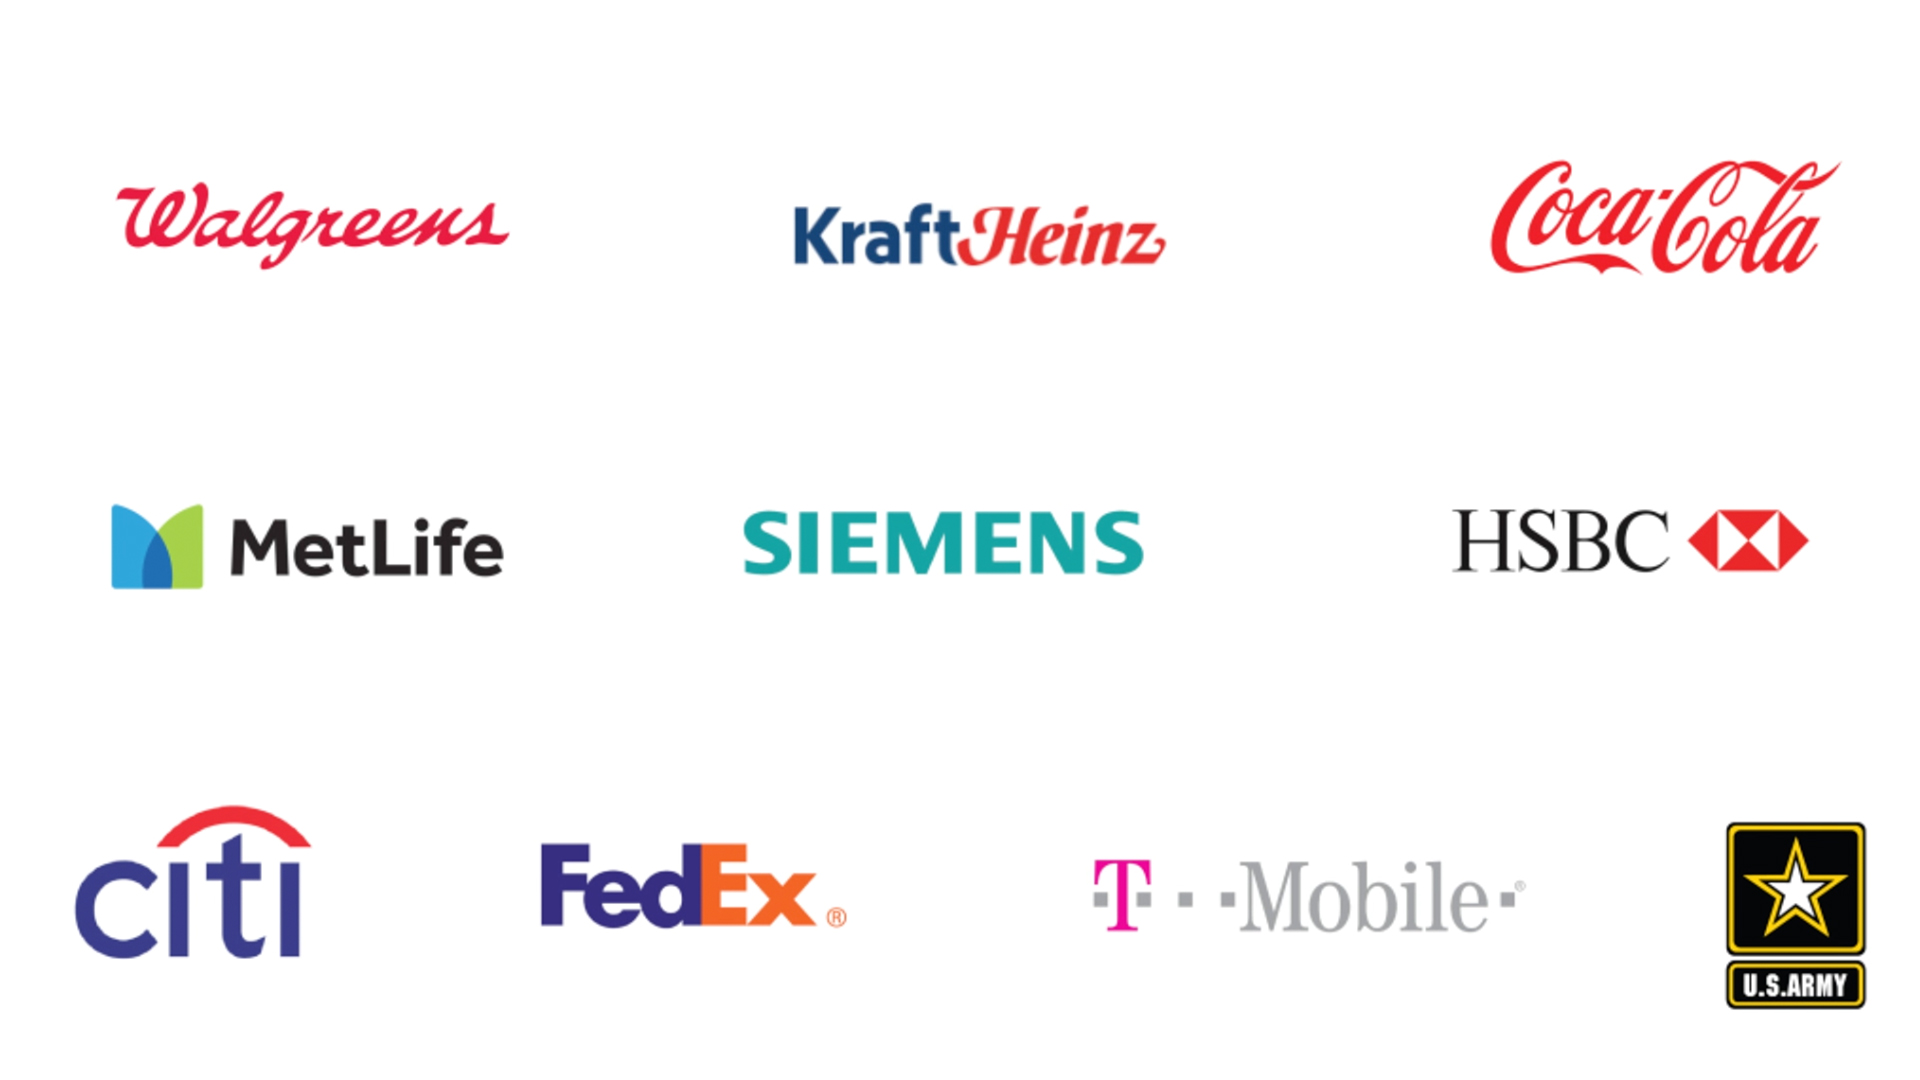 Walgreens
KraftHeinz
Coca-Cola
MetLife
SIEMENS
HSBC
citi
FedEx®
T··Mobile·®
U.S.ARMY